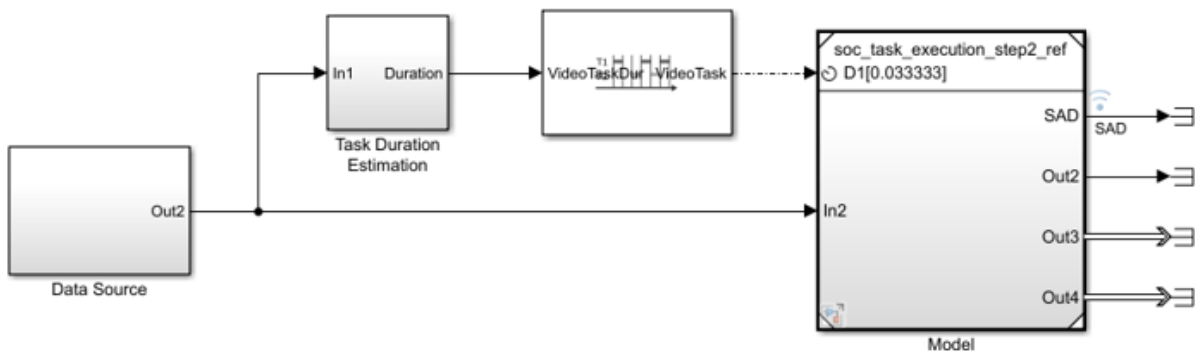 In1
Duration
Task Duration
Estimation
T1
VideoTaskDur
VideoTask
soc_task_execution_step2_ref
D1[0.033333]
SAD
SAD
Out2
In2
Out3
Out4
Model
Out2
Data Source